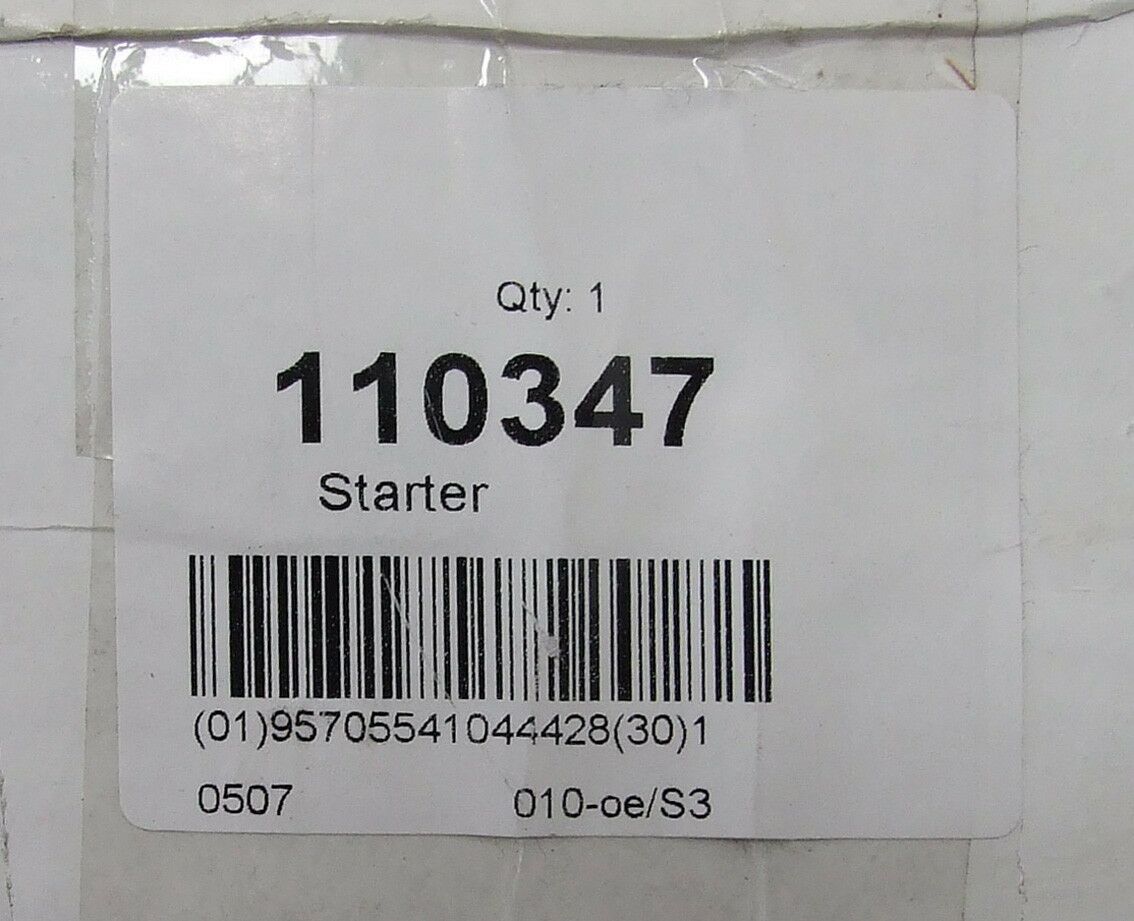 Qty: 1
110347
Starter
(01)95705541044428(30)1
0507 010-oe/S3